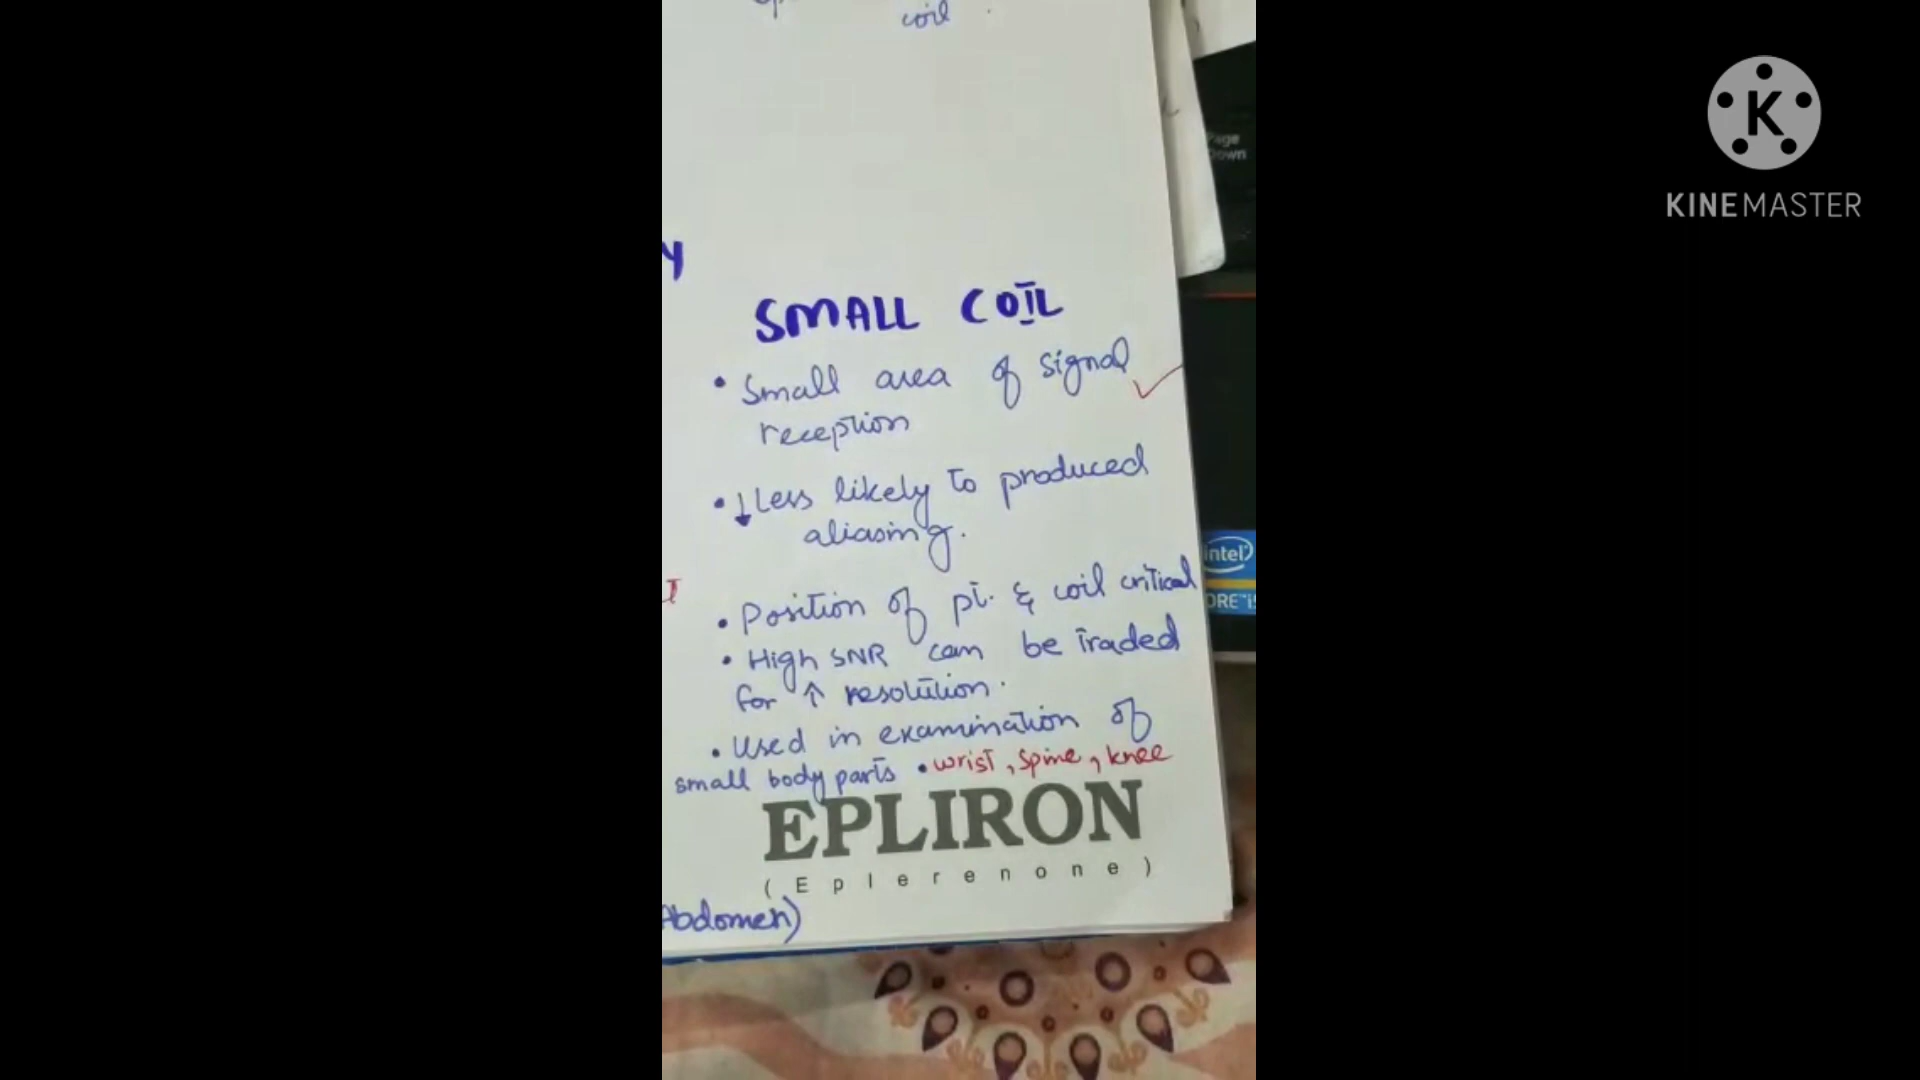 coil
Y
SMALL COIL
• Small area of signal
reception
• ↓ Less likely to produced
aliasing.
• Position of pt. & coil critical
• High SNR can be traded
for ↑ resolution.
• Used in examination of
small body parts • wrist, spine, knee
EPLIRON
(Eplerenone)
Abdomen)
Page
Down
intel
CORE i5
K
KINEMASTER